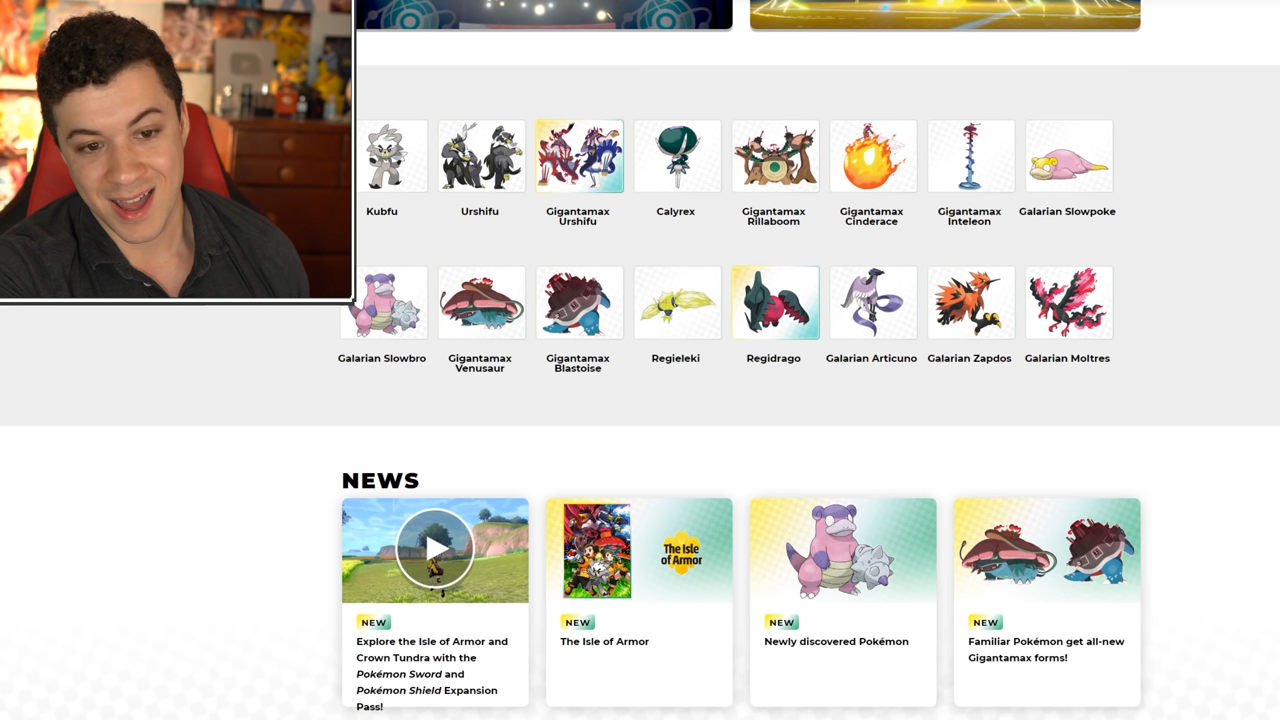 Kubfu
Urshifu
Gigantamax
Urshifu
Calyrex
Gigantamax
Rillaboom
Gigantamax
Cinderace
Gigantamax
Inteleon
Galarian Slowpoke
Galarian Slowbro
Gigantamax
Venusaur
Gigantamax
Blastoise
Regieleki
Regidrago
Galarian Articuno
Galarian Zapdos
Galarian Moltres
NEWS
NEW
Explore the Isle of Armor and
Crown Tundra with the
Pokémon Sword and
Pokémon Shield Expansion
Pass!
The Isle
of Armor
NEW
The Isle of Armor
NEW
Newly discovered Pokémon
NEW
Familiar Pokémon get all-new
Gigantamax forms!